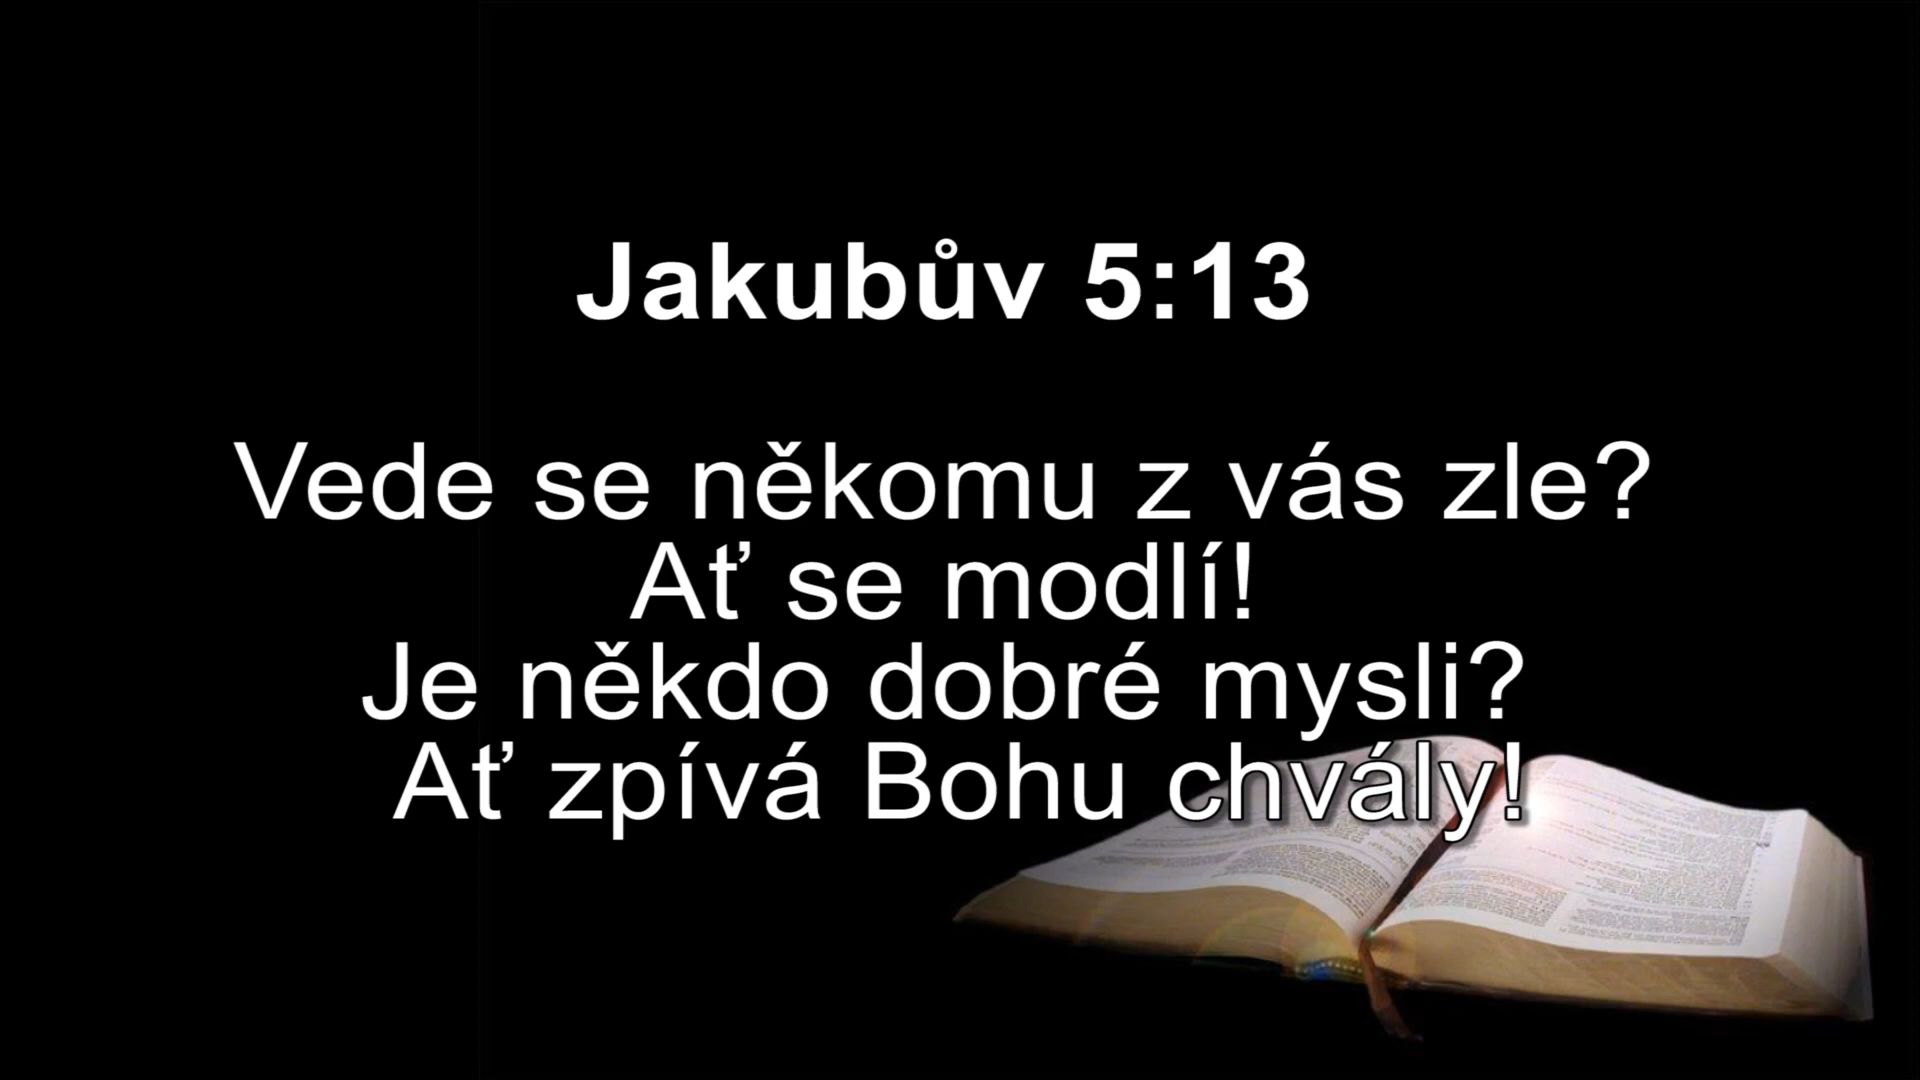 Jakubův 5:13
Vede se někomu z vás zle?
Ať se modlí!
Je někdo dobré mysli?
Ať zpívá Bohu chvály!